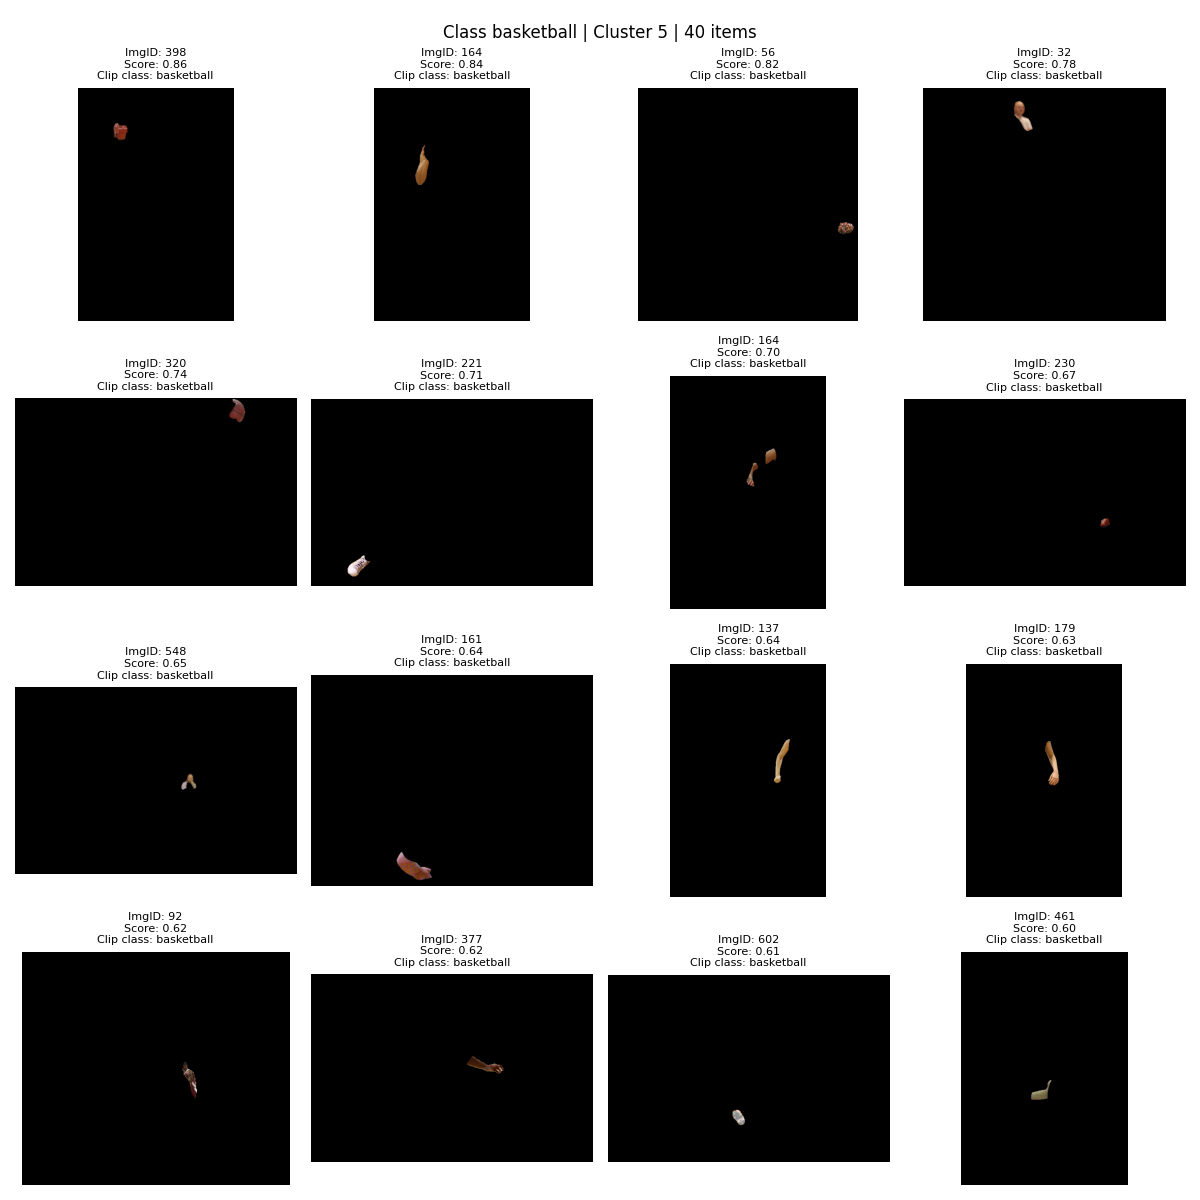 Class basketball | Cluster 5 | 40 items
ImgID: 398
Score: 0.86
Clip class: basketball
ImgID: 164
Score: 0.84
Clip class: basketball
ImgID: 56
Score: 0.82
Clip class: basketball
ImgID: 32
Score: 0.78
Clip class: basketball
ImgID: 320
Score: 0.74
Clip class: basketball
ImgID: 221
Score: 0.71
Clip class: basketball
ImgID: 164
Score: 0.70
Clip class: basketball
ImgID: 230
Score: 0.67
Clip class: basketball
ImgID: 548
Score: 0.65
Clip class: basketball
ImgID: 161
Score: 0.64
Clip class: basketball
ImgID: 137
Score: 0.64
Clip class: basketball
ImgID: 179
Score: 0.63
Clip class: basketball
ImgID: 92
Score: 0.62
Clip class: basketball
ImgID: 377
Score: 0.62
Clip class: basketball
ImgID: 602
Score: 0.61
Clip class: basketball
ImgID: 461
Score: 0.60
Clip class: basketball